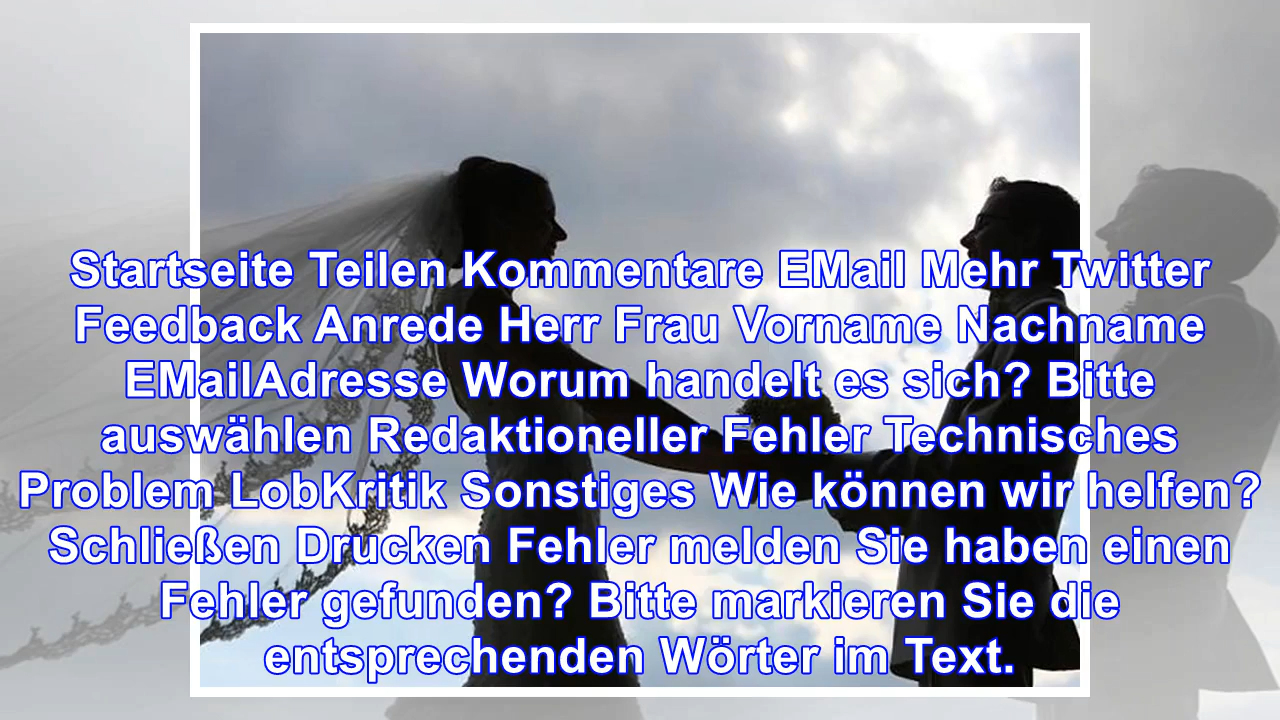 Startseite Teilen Kommentare EMail Mehr Twitter
Feedback Anrede Herr Frau Vorname Nachname
EMailAdresse Worum handelt es sich? Bitte
auswählen Redaktioneller Fehler Technisches
Problem LobKritik Sonstiges Wie können wir helfen?
Schließen Drucken Fehler melden Sie haben einen
Fehler gefunden? Bitte markieren Sie die
entsprechenden Wörter im Text.